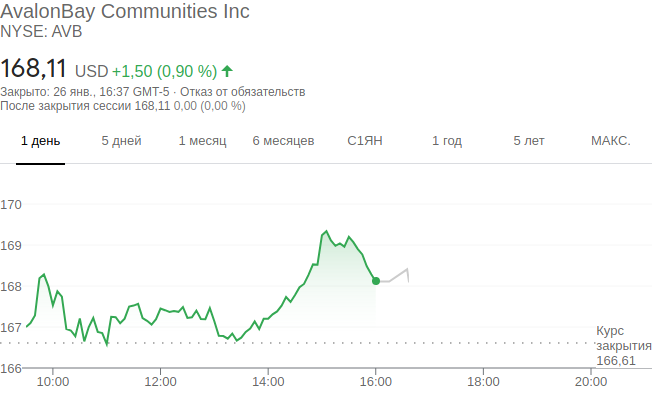 AvalonBay Communities Inc
NYSE: AVB
168,11 USD +1,50 (0,90 %)
Закрыто: 26 янв., 16:37 GMT-5 · Отказ от обязательств
После закрытия сессии 168,11 0,00 (0,00 %)
1 день 5 дней 1 месяц 6 месяцев С1ЯН 1 год 5 лет МАКС.
170
169
168
167
166
Курс
закрытия
166,61
10:00 12:00 14:00 16:00 18:00 20:00